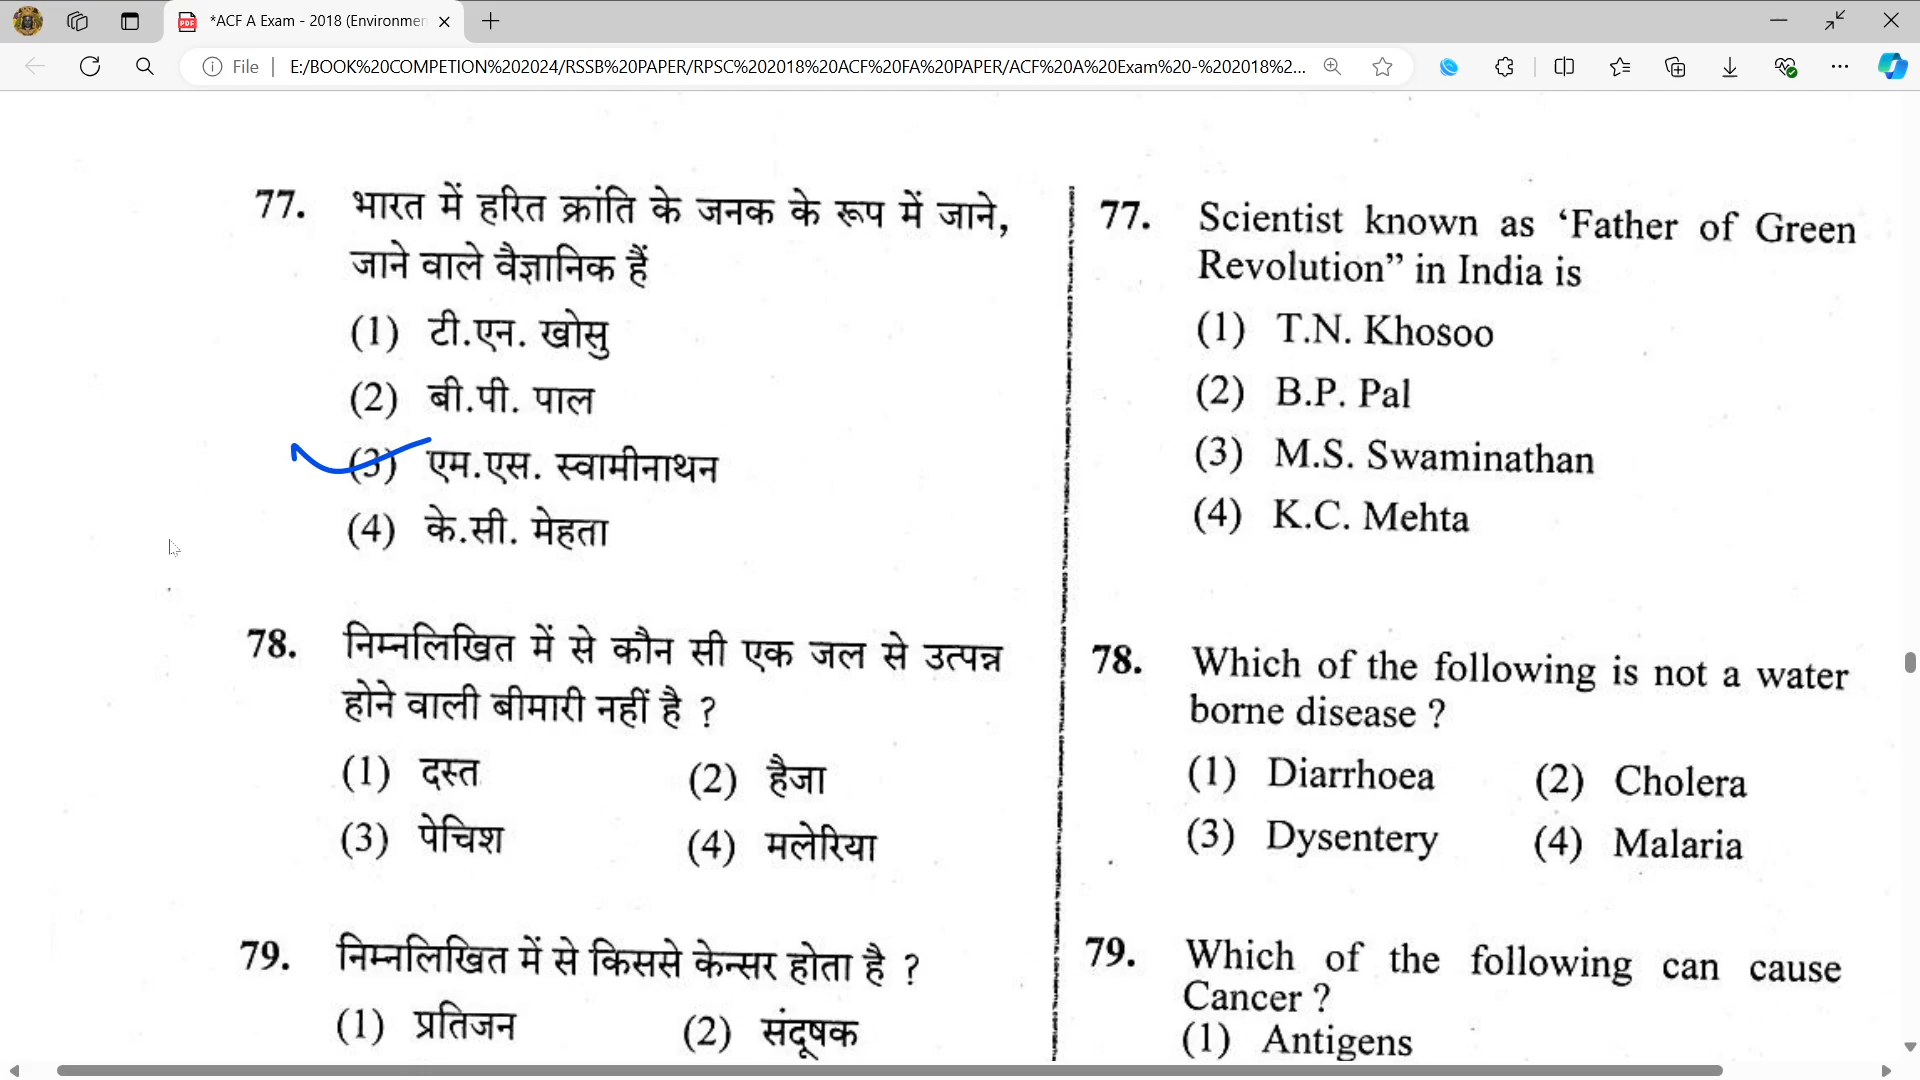 *ACF A Exam - 2018 (Environmen
File
E:/BOOK%20COMPETION%202024/RSSB%20PAPER/RPSC%202018%20ACF%20FA%20PAPER/ACF%20A%20Exam%20-%202018%2...
77. भारत में हरित क्रांति के जनक के रूप में जाने,
जाने वाले वैज्ञानिक हैं
(1) टी.एन. खोसु
(2) बी.पी. पाल
(3) एम.एस. स्वामीनाथन
(4) के.सी. मेहता
78. निम्नलिखित में से कौन सी एक जल से उत्पन्न
होने वाली बीमारी नहीं है ?
(1) दस्त (2) हैजा
(3) पेचिश (4) मलेरिया
79. निम्नलिखित में से किससे केन्सर होता है ?
(1) प्रतिजन (2) संदूषक
77. Scientist known as ‘Father of Green
Revolution” in India is
(1) T.N. Khosoo
(2) B.P. Pal
(3) M.S. Swaminathan
(4) K.C. Mehta
78. Which of the following is not a water
borne disease ?
(1) Diarrhoea (2) Cholera
(3) Dysentery (4) Malaria
79. Which of the following can cause
Cancer ?
(1) Antigens